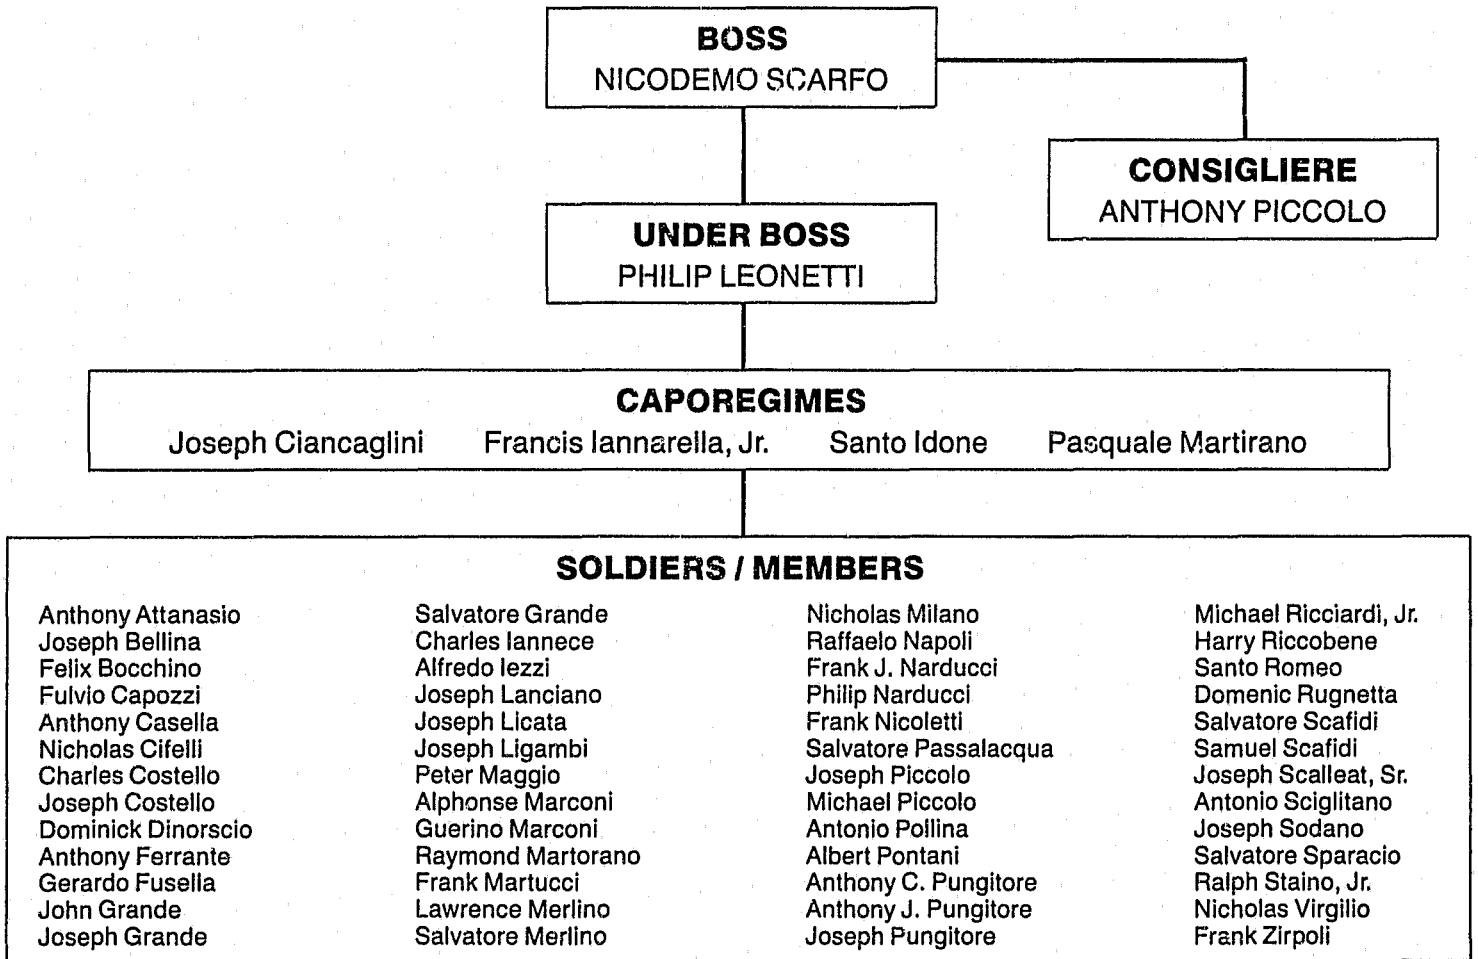 BOSS
NICODEMO SCARFO
CONSIGLIERE
ANTHONY PICCOLO
UNDER BOSS
PHILIP LEONETTI
CAPOREGIMES
Joseph Ciancaglini Francis Iannarella, Jr. Santo Idone Pasquale Martirano
SOLDIERS / MEMBERS
Anthony Attanasio
Joseph Bellina
Felix Bocchino
Fulvio Capozzi
Anthony Casella
Nicholas Cifelli
Charles Costello
Joseph Costello
Dominick Dinorscio
Anthony Ferrante
Gerardo Fusella
John Grande
Joseph Grande
Salvatore Grande
Charles Iannece
Alfredo Iezzi
Joseph Lanciano
Joseph Licata
Joseph Ligambi
Peter Maggio
Alphonse Marconi
Guerino Marconi
Raymond Martorano
Frank Martucci
Lawrence Merlino
Salvatore Merlino
Nicholas Milano
Raffaelo Napoli
Frank J. Narducci
Philip Narducci
Frank Nicoletti
Salvatore Passalacqua
Joseph Piccolo
Michael Piccolo
Antonio Pollina
Albert Pontani
Anthony C. Pungitore
Anthony J. Pungitore
Joseph Pungitore
Michael Ricciardi, Jr.
Harry Riccobene
Santo Romeo
Domenic Rugnetta
Salvatore Scafidi
Samuel Scafidi
Joseph Scalleat, Sr.
Antonio Sciglitano
Joseph Sodano
Salvatore Sparacio
Ralph Staino, Jr.
Nicholas Virgilio
Frank Zirpoli